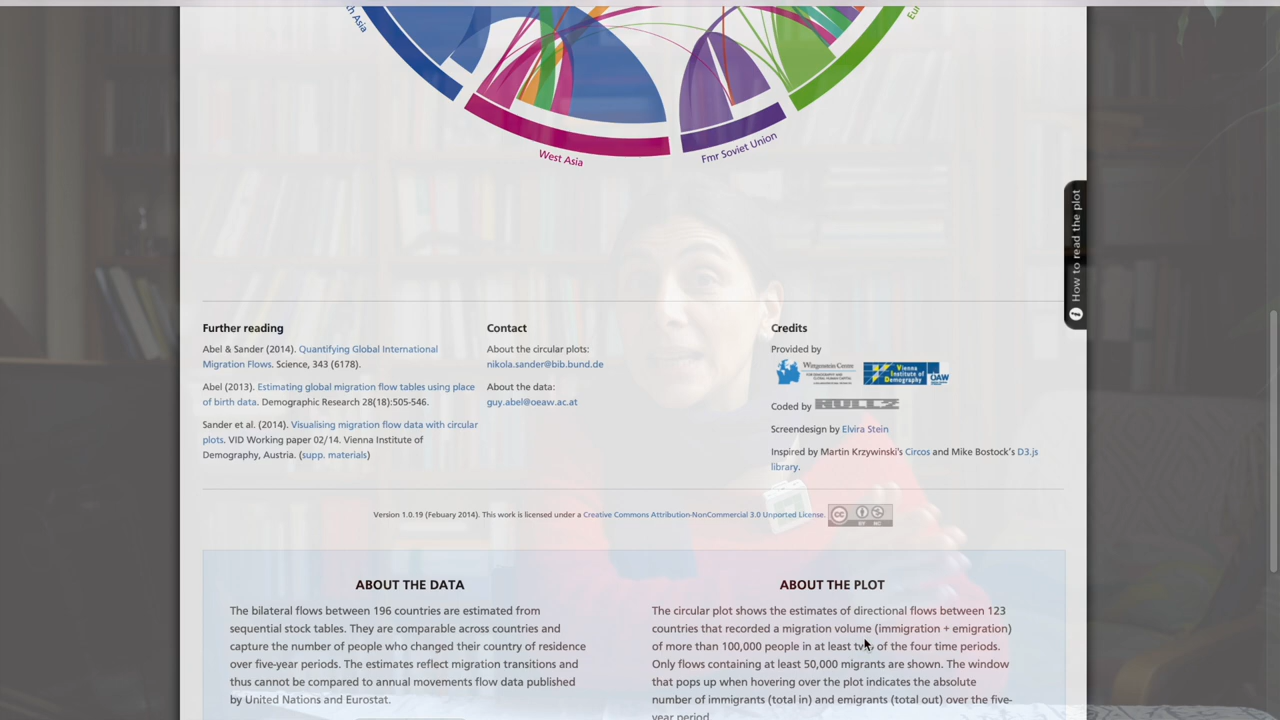 h Asia
Eur
West Asia
Fmr Soviet Union
How to read the plot
Further reading
Abel & Sander (2014). Quantifying Global International
Migration Flows. Science, 343 (6178).
Abel (2013). Estimating global migration flow tables using place
of birth data. Demographic Research 28(18):505-546.
Sander et al. (2014). Visualising migration flow data with circular
plots. VID Working paper 02/14. Vienna Institute of
Demography, Austria. (supp. materials)
Contact
About the circular plots:
nikola.sander@bib.bund.de
About the data:
guy.abel@oeaw.ac.at
Credits
Provided by
Wittgenstein Centre
Vienna
Institute of
Demography
ÖAW
Coded by
Screendesign by Elvira Stein
Inspired by Martin Krzywinski's Circos and Mike Bostock's D3.js
library.
Version 1.0.19 (Febuary 2014). This work is licensed under a Creative Commons Attribution-NonCommercial 3.0 Unported License.
CC BY NC
ABOUT THE DATA
The bilateral flows between 196 countries are estimated from
sequential stock tables. They are comparable across countries and
capture the number of people who changed their country of residence
over five-year periods. The estimates reflect migration transitions and
thus cannot be compared to annual movements flow data published
by United Nations and Eurostat.
ABOUT THE PLOT
The circular plot shows the estimates of directional flows between 123
countries that recorded a migration volume (immigration + emigration)
of more than 100,000 people in at least two of the four time periods.
Only flows containing at least 50,000 migrants are shown. The window
that pops up when hovering over the plot indicates the absolute
number of immigrants (total in) and emigrants (total out) over the five-
year period.